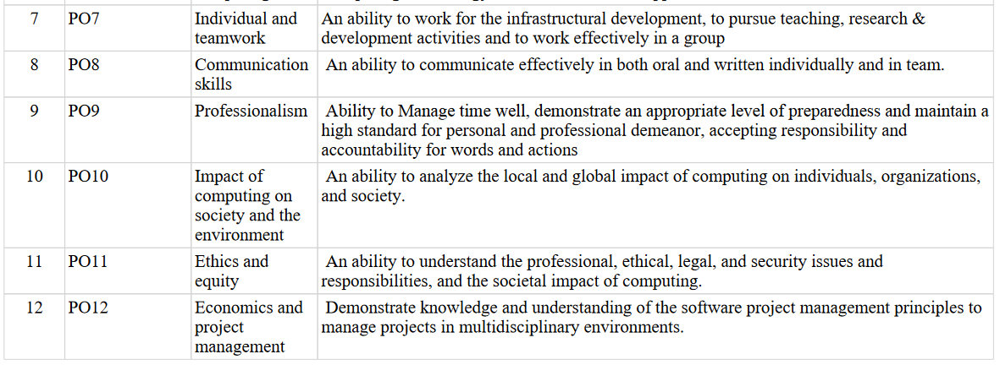 7 PO7 Individual and An ability to work for the infrastructural development, to pursue teaching, research &
teamwork development activities and to work effectively in a group
8 PO8 Communication An ability to communicate effectively in both oral and written individually and in team.
skills
9 PO9 Professionalism Ability to Manage time well, demonstrate an appropriate level of preparedness and maintain a
high standard for personal and professional demeanor, accepting responsibility and
accountability for words and actions
10 PO10 Impact of An ability to analyze the local and global impact of computing on individuals, organizations,
computing on and society.
society and the
environment
11 PO11 Ethics and An ability to understand the professional, ethical, legal, and security issues and
equity responsibilities, and the societal impact of computing.
12 PO12 Economics and Demonstrate knowledge and understanding of the software project management principles to
project manage projects in multidisciplinary environments.
management